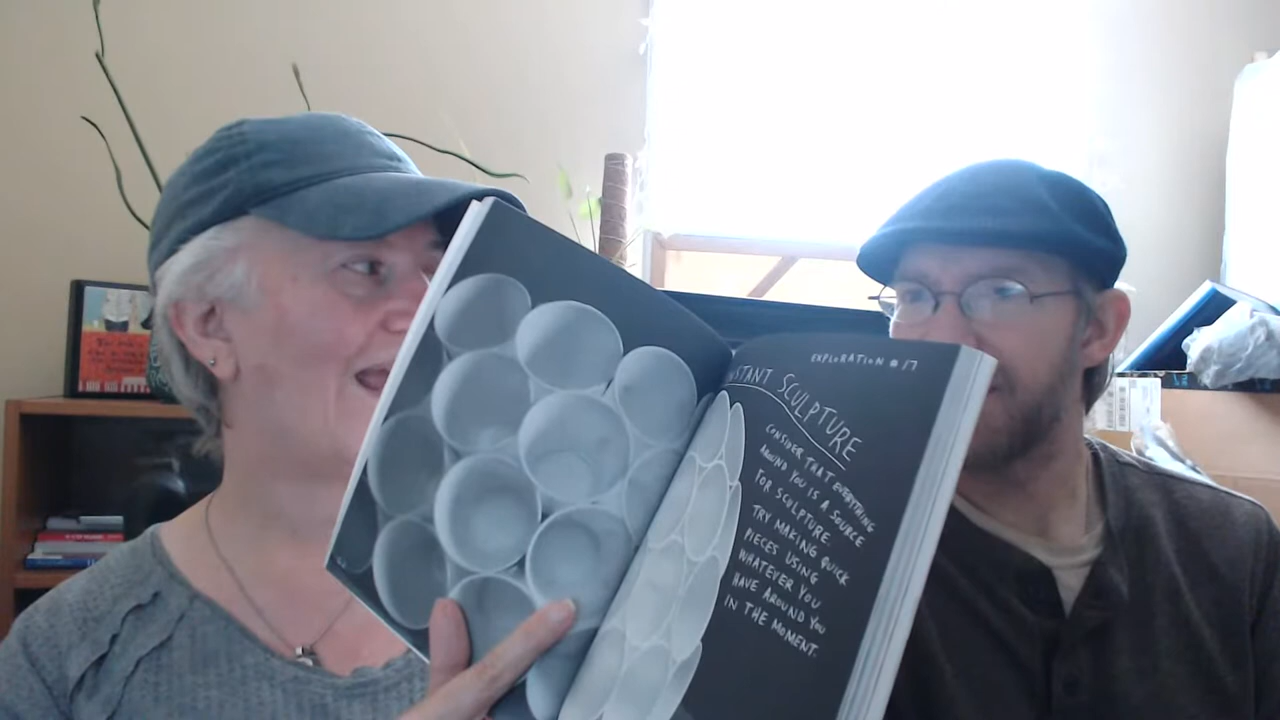 EXPLORATION #17
INSTANT SCULPTURE
CONSIDER THAT EVERYTHING
AROUND YOU IS A SOURCE
FOR SCULPTURE.
TRY MAKING QUICK
PIECES USING
WHATEVER YOU
HAVE AROUND YOU
IN THE MOMENT.